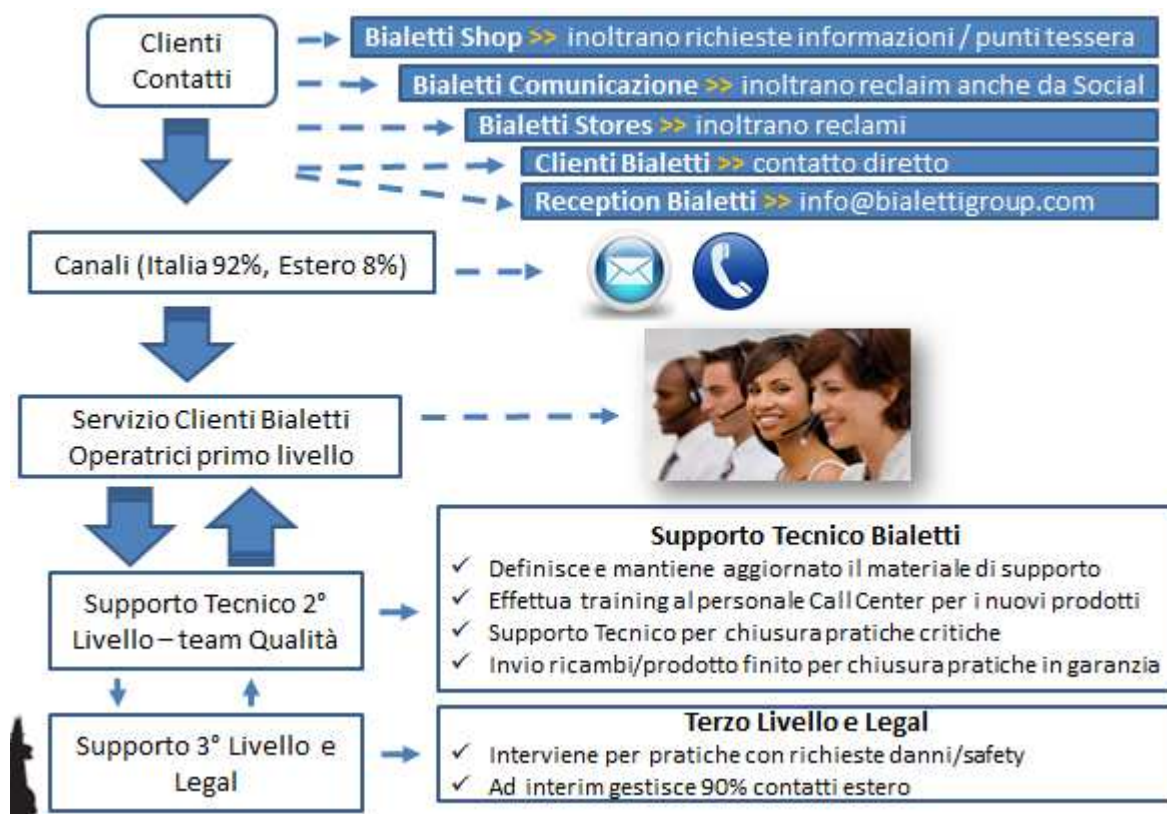 Clienti
Contatti
Bialetti Shop >> inoltrano richieste informazioni / punti tessera
Bialetti Comunicazione >> inoltrano reclaim anche da Social
Bialetti Stores >> inoltrano reclami
Clienti Bialetti >> contatto diretto
Reception Bialetti >> info@bialettigroup.com
Canali (Italia 92%, Estero 8%)
Servizio Clienti Bialetti
Operatrici primo livello
Supporto Tecnico 2°
Livello – team Qualità
Supporto Tecnico Bialetti
✓ Definisce e mantiene aggiornato il materiale di supporto
✓ Effettua training al personale Call Center per i nuovi prodotti
✓ Supporto Tecnico per chiusura pratiche critiche
✓ Invio ricambi/prodotto finito per chiusura pratiche in garanzia
Supporto 3° Livello e
Legal
Terzo Livello e Legal
✓ Interviene per pratiche con richieste danni/safety
✓ Ad interim gestisce 90% contatti estero